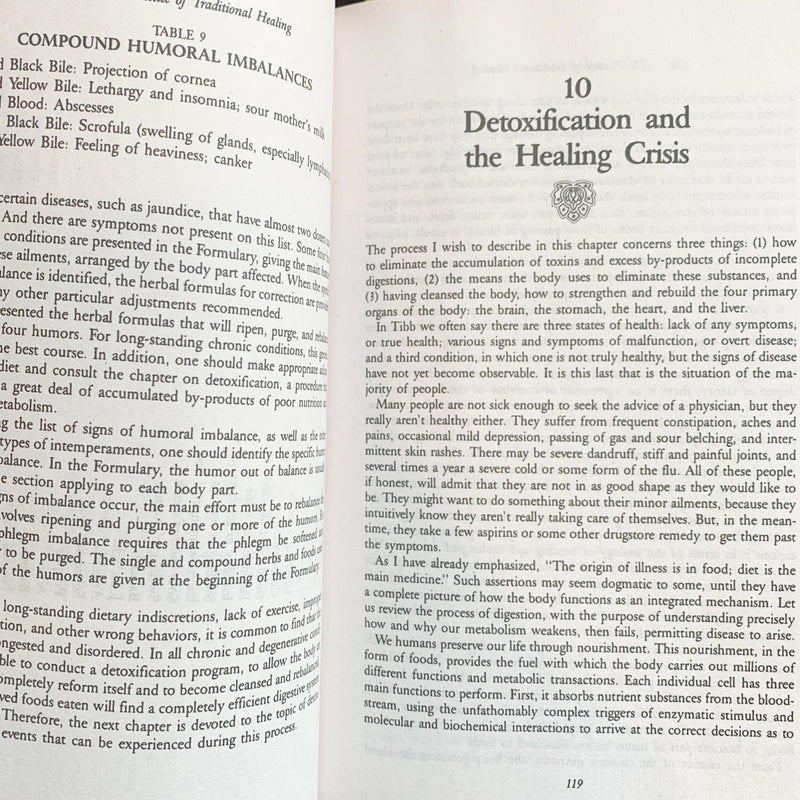 of Traditional Healing
TABLE 9
COMPOUND HUMORAL IMBALANCES
Black Bile: Projection of cornea
Yellow Bile: Lethargy and insomnia; sour mother's milk
Blood: Abscesses
Black Bile: Scrofula (swelling of glands, especially lymphatic
Yellow Bile: Feeling of heaviness; canker
certain diseases, such as jaundice, that have almost two dozen
And there are symptoms not present on this list. Some four
conditions are presented in the Formulary, giving the main
ailments, arranged by the body part affected. When the
is identified, the herbal formulas for correction are
other particular adjustments recommended.
presented the herbal formulas that will ripen, purge, and
four humors. For long-standing chronic conditions, this
best course. In addition, one should make appropriate
diet and consult the chapter on detoxification, a procedure
a great deal of accumulated by-products of poor nutrition
the list of signs of humoral imbalance, as well as the
types of intemperaments, one should identify the specific
In the Formulary, the humor out of balance is
section applying to each body part.
of imbalance occur, the main effort must be to rebalance
ripening and purging one or more of the humors.
phlegm imbalance requires that the phlegm be softened
to be purged. The single and compound herbs and foods
of the humors are given at the beginning of the Formulary.
long-standing dietary indiscretions, lack of exercise,
and other wrong behaviors, it is common to find
and disordered. In all chronic and degenerative
to conduct a detoxification program, to allow the body
reform itself and to become cleansed and
foods eaten will find a completely efficient digestive
Therefore, the next chapter is devoted to the topic of
events that can be experienced during this process.
10
Detoxification and
the Healing Crisis
The process I wish to describe in this chapter concerns three things: (1) how
to eliminate the accumulation of toxins and excess by-products of incomplete
digestions, (2) the means the body uses to eliminate these substances, and
(3) having cleansed the body, how to strengthen and rebuild the four primary
organs of the body: the brain, the stomach, the heart, and the liver.
In Tibb we often say there are three states of health: lack of any symptoms,
or true health; various signs and symptoms of malfunction, or overt disease;
and a third condition, in which one is not truly healthy, but the signs of disease
have not yet become observable. It is this last that is the situation of the ma-
jority of people.
Many people are not sick enough to seek the advice of a physician, but they
really aren't healthy either. They suffer from frequent constipation, aches and
pains, occasional mild depression, passing of gas and sour belching, and inter-
mittent skin rashes. There may be severe dandruff, stiff and painful joints, and
several times a year a severe cold or some form of the flu. All of these people,
if honest, will admit that they are not in as good shape as they would like to
be. They might want to do something about their minor ailments, because they
intuitively know they aren't really taking care of themselves. But, in the mean-
time, they take a few aspirins or some other drugstore remedy to get them past
the symptoms.
As I have already emphasized, "The origin of illness is in food; diet is the
main medicine." Such assertions may seem dogmatic to some, until they have
a complete picture of how the body functions as an integrated mechanism. Let
us review the process of digestion, with the purpose of understanding precisely
how and why our metabolism weakens, then fails, permitting disease to arise.
We humans preserve our life through nourishment. This nourishment, in the
form of foods, provides the fuel with which the body carries out millions of
different functions and metabolic transactions. Each individual cell has three
main functions to perform. First, it absorbs nutrient substances from the blood-
stream, using the unfathomably complex triggers of enzymatic stimulus and
molecular and biochemical interactions to arrive at the correct decisions as to
119